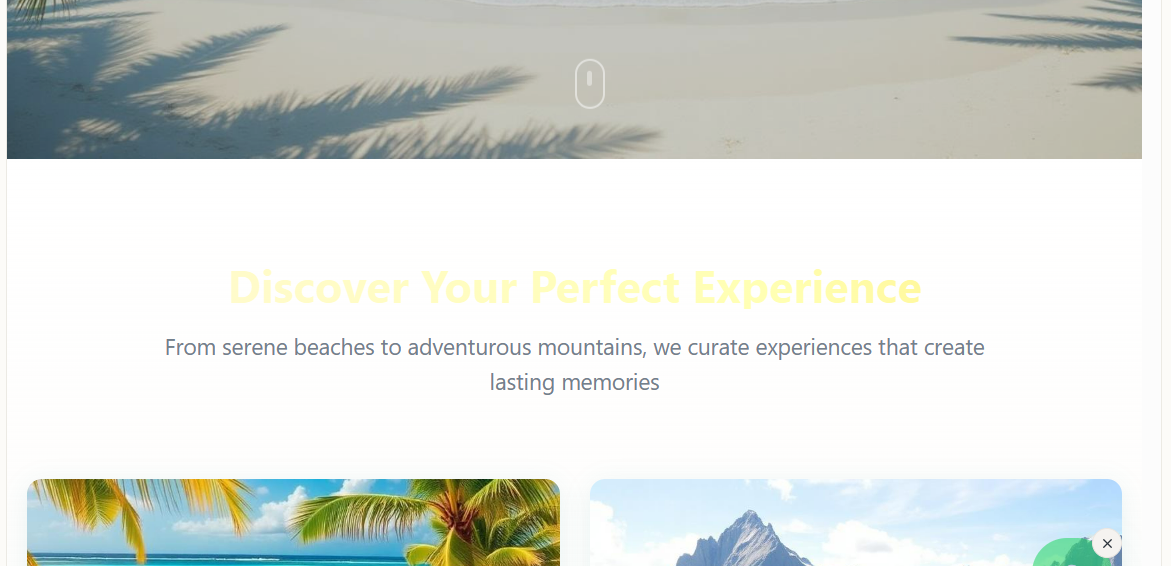 Discover Your Perfect Experience
From serene beaches to adventurous mountains, we curate experiences that create
lasting memories